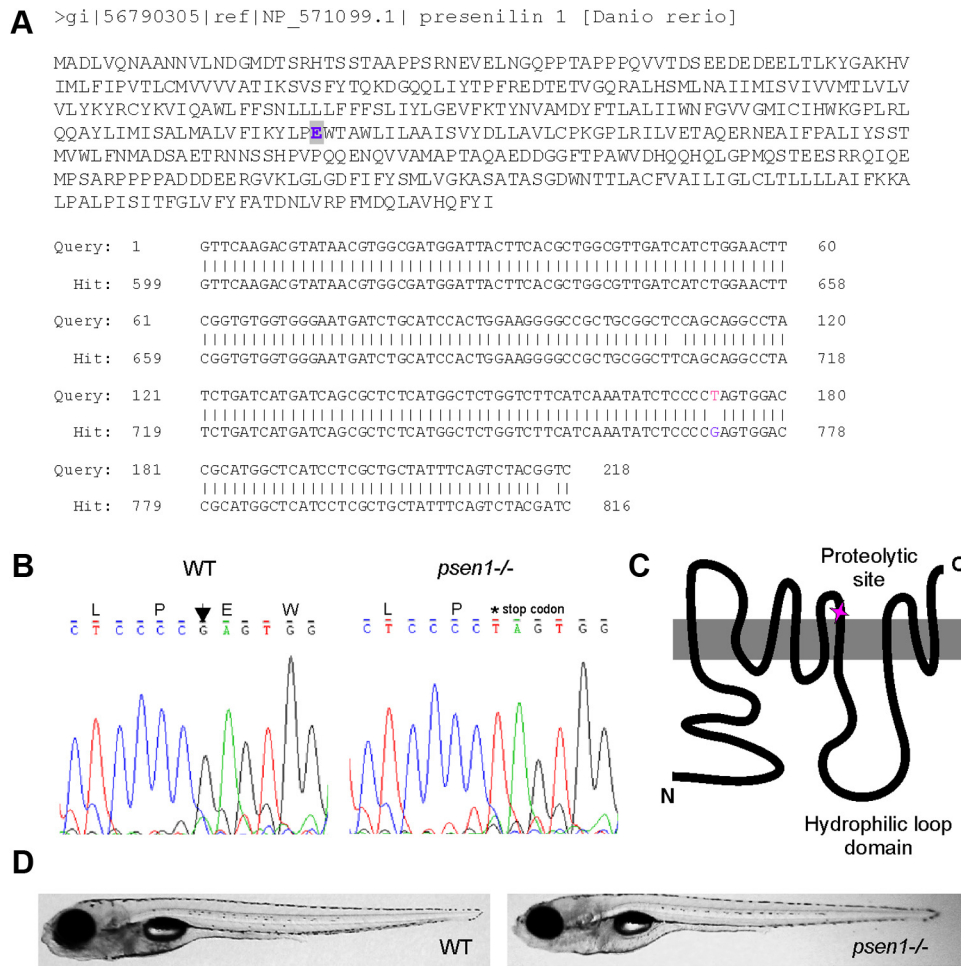 A
>gi|56790305|ref|NP_571099.1| presenilin 1 [Danio rerio]
MADLVQNAANNVLNDGMDTSRHTSSTAAPPSRNEVELNGQPPTAPPPQVVTDSEEDEDEELTLKYGAKHV
IMLFIPVTLCMVVVVATIKSVSFYTQKDGQQLIYTPFREDTETVGQRALHSMLNAIIMISVIVVMTLVLV
VLYKYRCYKVIQAWLFFSNLLLLFFFSLIYLGEVFKTYNVAMDYFTLALIIWNFGVVGMICIHWKGPLRL
QQAYLIMISALMALVFIKYLPEWTAWLILAAISVYDLLAVLCPKGPLRILVETAQERNEAIFPALIYSST
MVWLFNMADSAETRNNSSHPVPQQENQVVAMAPTAQAEDDGGFTPAWVDHQQHQLGPMQSTEESRRQIQE
MPSARPPPPADDDEERGVKLGLGDFIFYSMLVGKASATASGDWNTTLACFVAILIGLCLTLLLLAIFKKA
LPALPISITFGLVFYFATDNLVRPFMDQLAVHQFYI
Query: 1 GTTCAAGACGTATAACGTGGCGATGGATTACTTCACGCTGGCGTTGATCATCTGGAACTT 60
Hit: 599 GTTCAAGACGTATAACGTGGCGATGGATTACTTCACGCTGGCGTTGATCATCTGGAACTT 658
Query: 61 CGGTGTGGTGGGAATGATCTGCATCCACTGGAAGGGGCCGCTGCGGCTCCAGCAGGCCTA 120
Hit: 659 CGGTGTGGTGGGAATGATCTGCATCCACTGGAAGGGGCCGCTGCGGCTTCAGCAGGCCTA 718
Query: 121 TCTGATCATGATCAGCGCTCTCATGGCTCTGGTCTTCATCAAATATCTCCCCTAGTGGAC 180
Hit: 719 TCTGATCATGATCAGCGCTCTCATGGCTCTGGTCTTCATCAAATATCTCCCCGAGTGGAC 778
Query: 181 CGCATGGCTCATCCTCGCTGCTATTTCAGTCTACGGTC 218
Hit: 779 CGCATGGCTCATCCTCGCTGCTATTTCAGTCTACGATC 816
B
WT
L P E W
C T C C C C G A G T G G
psen1-/-
L P * stop codon
C T C C C C T A G T G G
C
Proteolytic
site
C
N
Hydrophilic loop
domain
D
WT
psen1-/-